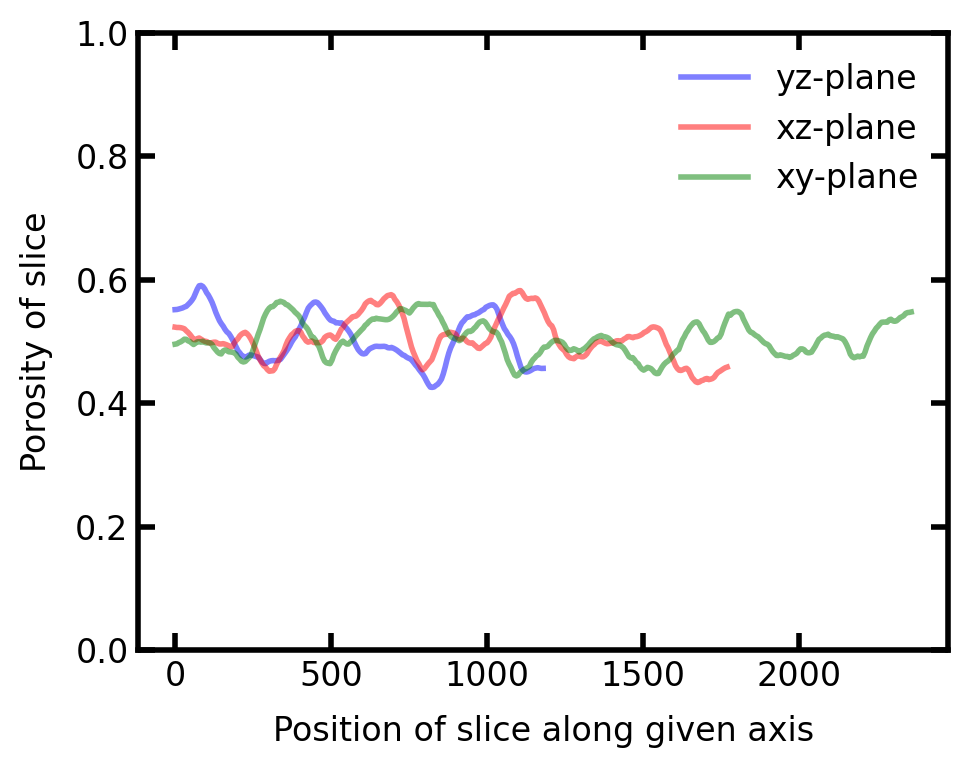 1.0
0.8
0.6
0.4
0.2
0.0
Porosity of slice
yz-plane
xz-plane
xy-plane
0 500 1000 1500 2000
Position of slice along given axis